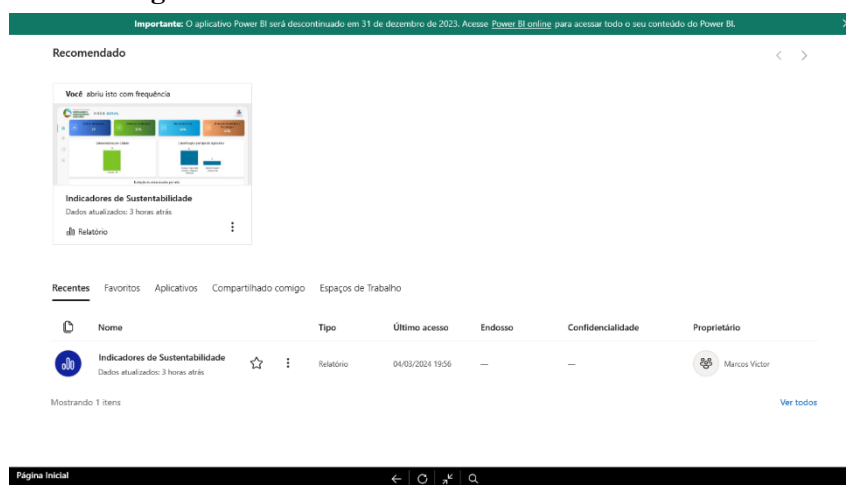 Importante: O aplicativo Power BI será descontinuado em 31 de dezembro de 2023. Acesse Power BI online para acessar todo o seu conteúdo do Power BI.
Recomendado
Você abriu isto com frequência
Indicadores de Sustentabilidade
Dados atualizados: 3 horas atrás
Relatório
Recentes Favoritos Aplicativos Compartilhado comigo Espaços de Trabalho
Nome Tipo Último acesso Endosso Confidencialidade Proprietário
Indicadores de Sustentabilidade
Relatório 04/03/2024 19:56 — — Marcos Victor
Dados atualizados: 3 horas atrás
Mostrando 1 itens Ver todos
Página Inicial